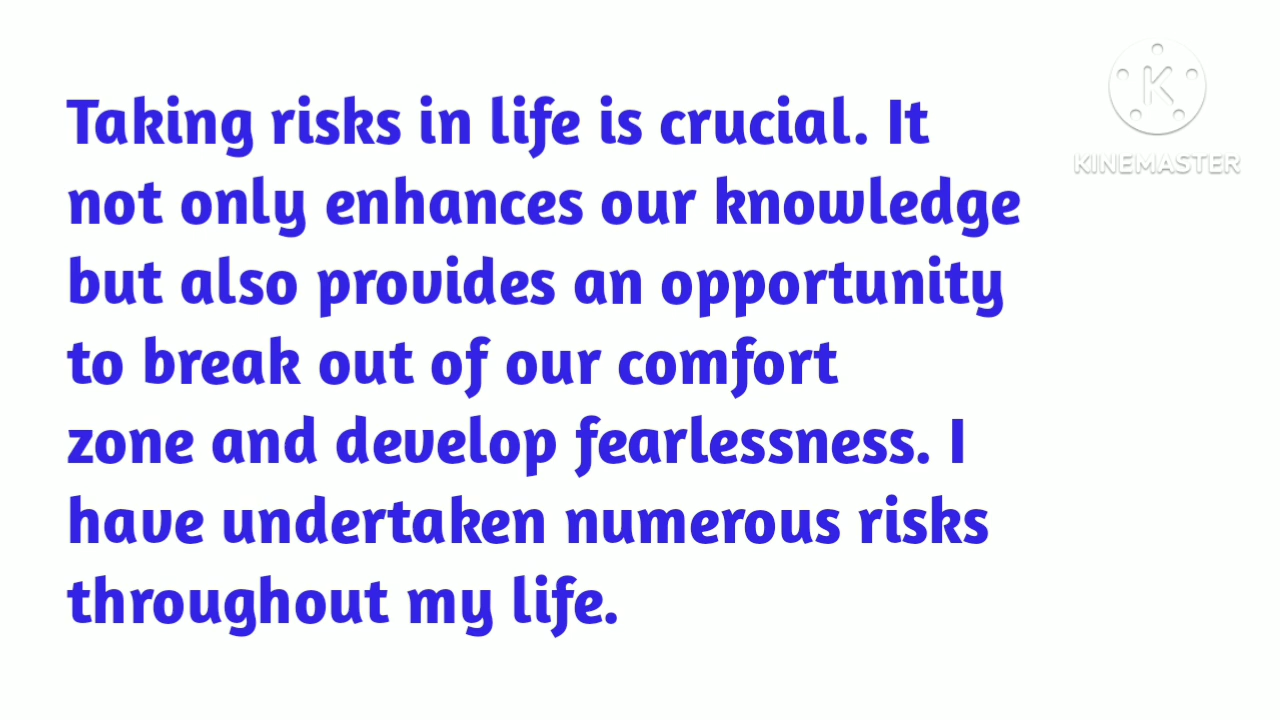 Taking risks in life is crucial. It
not only enhances our knowledge
but also provides an opportunity
to break out of our comfort
zone and develop fearlessness. I
have undertaken numerous risks
throughout my life.
K
KINEMASTER